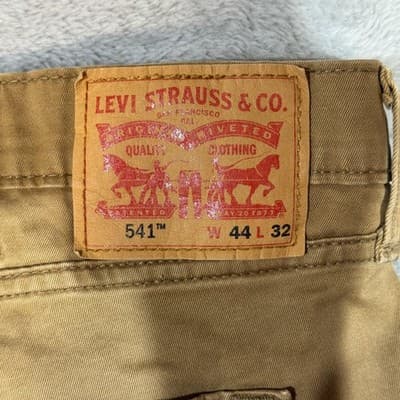 LEVI STRAUSS & CO.
SAN FRANCISCO
CAL
ORIGINAL RIVETED
QUALITY CLOTHING
PATENTED MAY 20 1873
541™ W 44 L 32